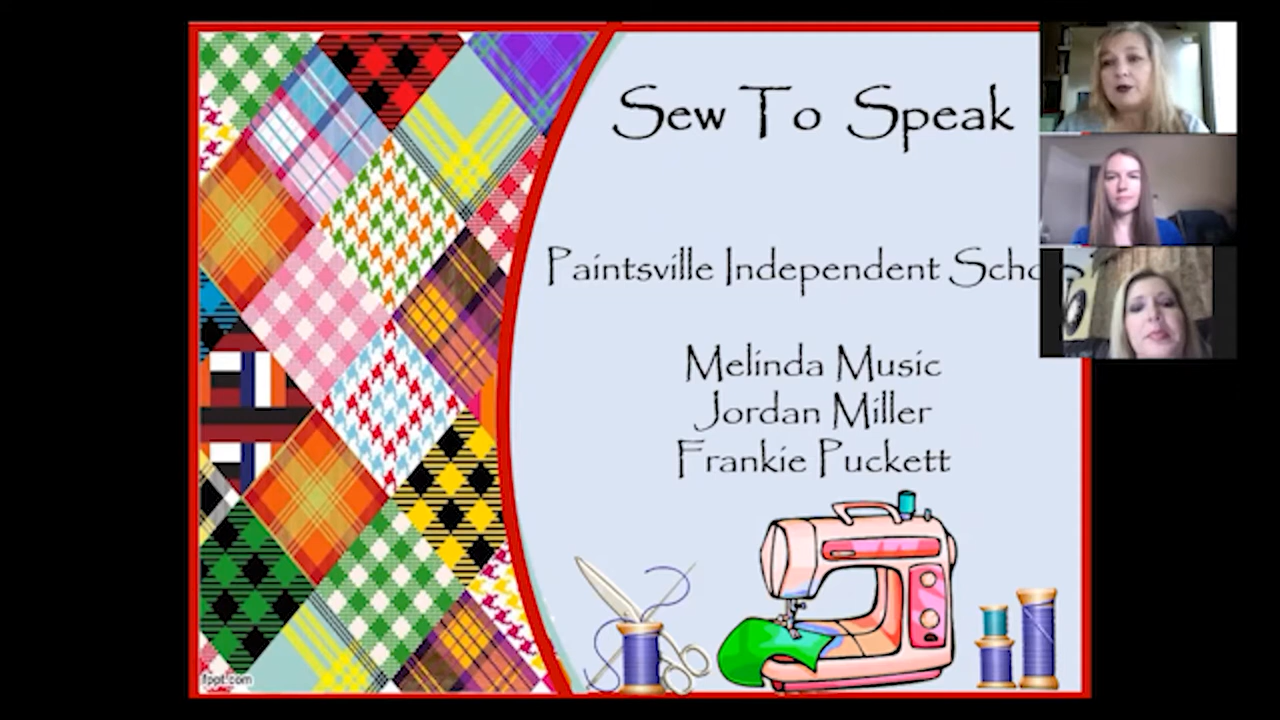 Sew To Speak
Paintsville Independent Scho
Melinda Music
Jordan Miller
Frankie Puckett
fppt.com